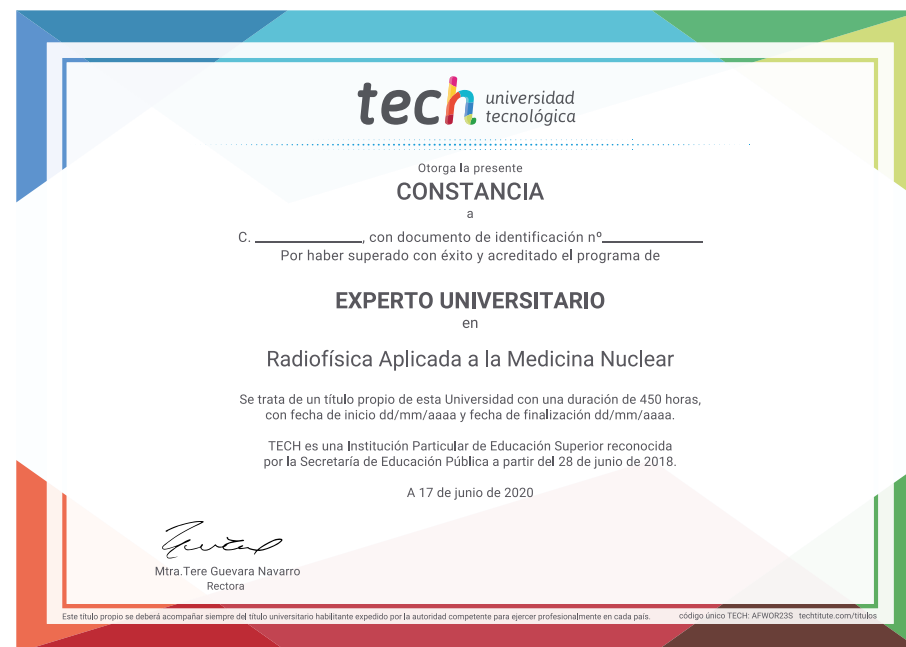 tech universidad
tecnológica
Otorga la presente
CONSTANCIA
a
C. ____________, con documento de identificación nº____________
Por haber superado con éxito y acreditado el programa de
EXPERTO UNIVERSITARIO
en
Radiofísica Aplicada a la Medicina Nuclear
Se trata de un título propio de esta Universidad con una duración de 450 horas,
con fecha de inicio dd/mm/aaaa y fecha de finalización dd/mm/aaaa.
TECH es una Institución Particular de Educación Superior reconocida
por la Secretaría de Educación Pública a partir del 28 de junio de 2018.
A 17 de junio de 2020
Mtra.Tere Guevara Navarro
Rectora
Este título propio se deberá acompañar siempre del título universitario habilitante expedido por la autoridad competente para ejercer profesionalmente en cada país. código único TECH: AFWOR23S techtitute.com/titulos